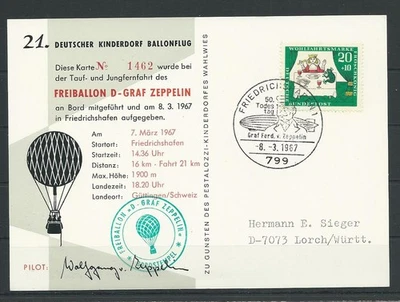 21. DEUTSCHER KINDERDORF BALLONFLUG
Diese Karte No 1462 wurde bei
der Tauf- und Jungfernfahrt des
FREIBALLON D-GRAF ZEPPELIN
an Bord mitgeführt und am 8. 3. 1967
in Friedrichshafen aufgegeben.
Am: 7. März 1967
Startort: Friedrichshafen
Startzeit: 14.36 Uhr
Distanz: 16 km - Fahrt 21 km
Max. Höhe: 1900 m
Landezeit: 18.20 Uhr
Landeort: Güttingen/Schweiz
FREIBALLON »D-GRAF ZEPPELIN«
PILOT: Wolfgang v. Zeppelin
ZU GUNSTEN DES PESTALOZZI-KINDERDORFES WAHLWIES
WOHLFAHRTSMARKE
20
+10
DEUTSCHE BUNDESPOST
50.
Todes
tag
Graf Ferd. v. Zeppelin
-8. -3. 1967
799
Hermann E. Sieger
D-7073 Lorch/Württ.